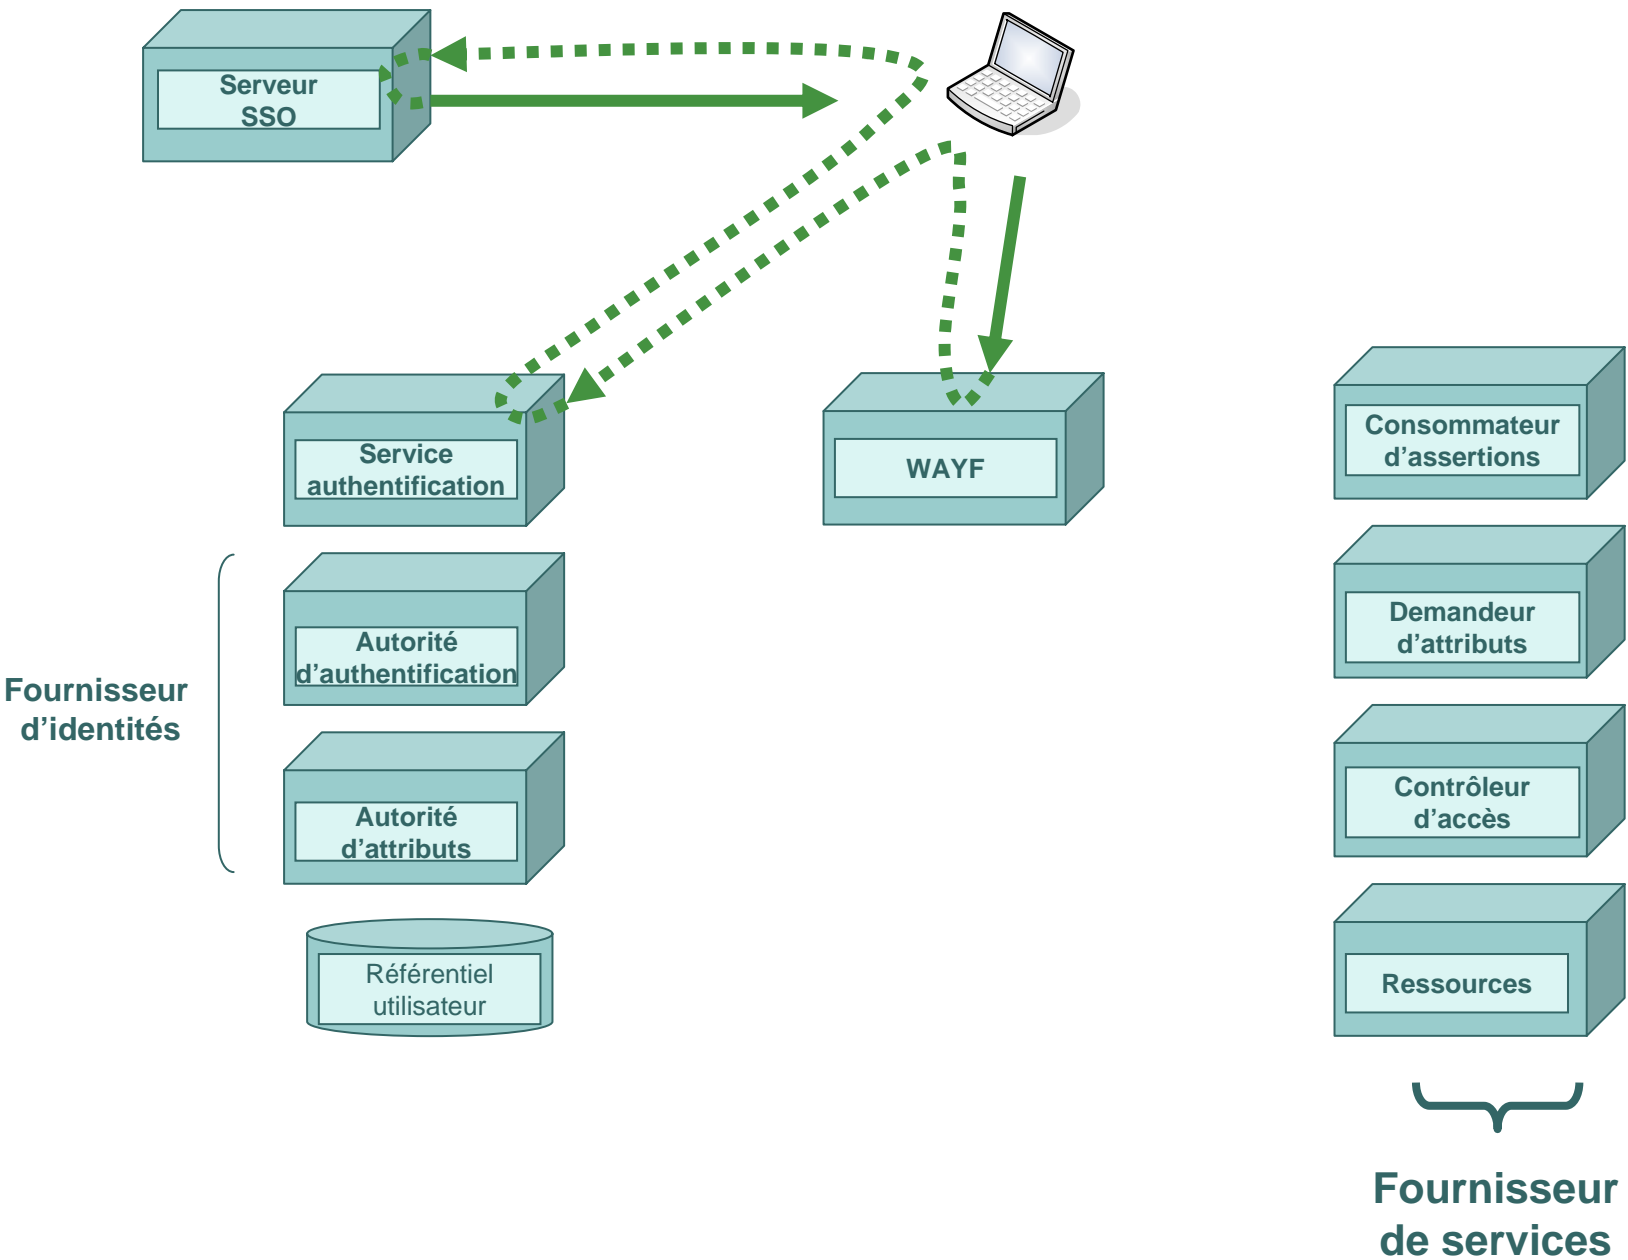 Serveur
SSO
Service
authentification
WAYF
Consommateur
d’assertions
Autorité
d’authentification
Demandeur
d’attributs
Fournisseur
d’identités
Autorité
d’attributs
Contrôleur
d’accès
Référentiel
utilisateur
Ressources
Fournisseur
de services